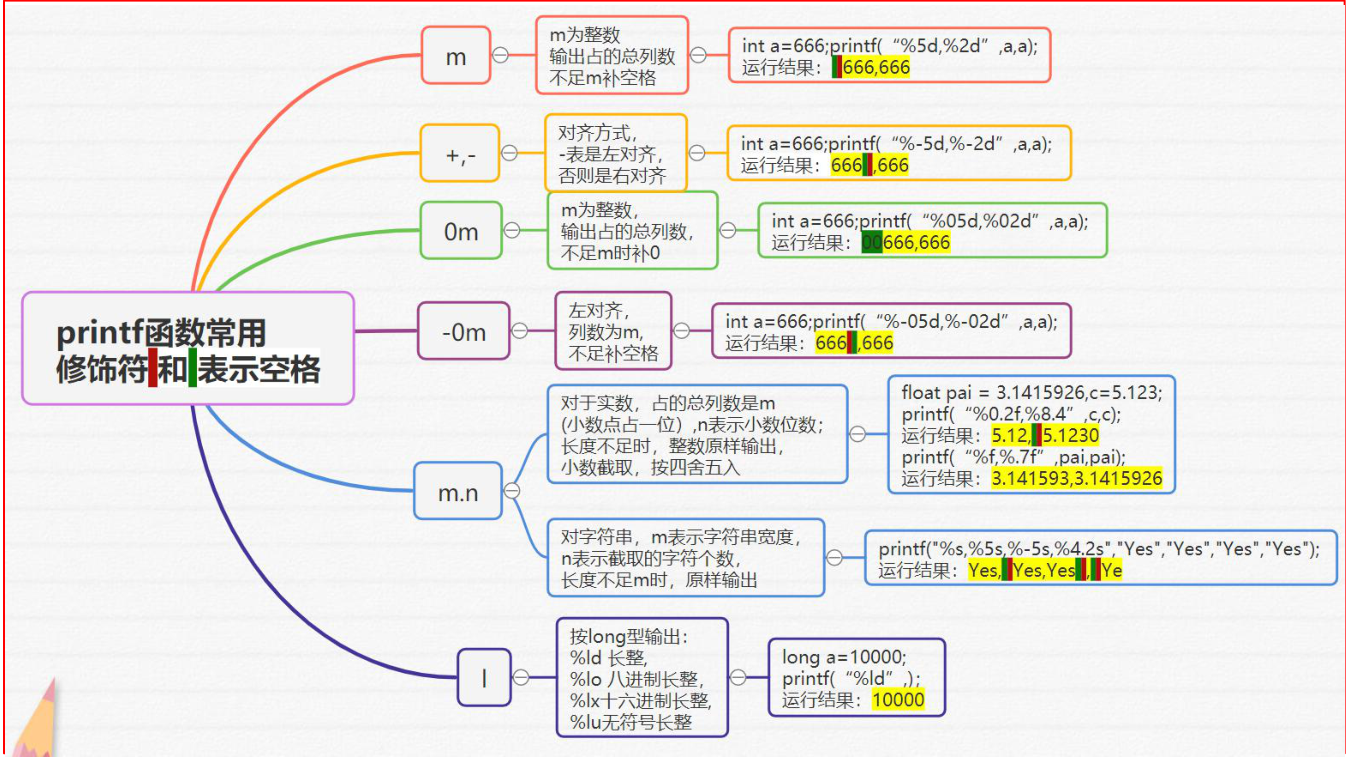 printf函数常用
修饰符 和 表示空格
m
m为整数
输出占的总列数
不足m补空格
int a=666;printf(“%5d,%2d”,a,a);
运行结果： 666,666
+,-
对齐方式，
-表是左对齐，
否则是右对齐
int a=666;printf(“%-5d,%-2d”,a,a);
运行结果：666 ,666
0m
m为整数，
输出占的总列数，
不足m时补0
int a=666;printf(“%05d,%02d”,a,a);
运行结果：00666,666
-0m
左对齐，
列数为m,
不足补空格
int a=666;printf(“%-05d,%-02d”,a,a);
运行结果：666 ,666
m.n
对于实数，占的总列数是m
(小数点占一位）,n表示小数位数；
长度不足时，整数原样输出，
小数截取，按四舍五入
float pai = 3.1415926,c=5.123;
printf(“%0.2f,%8.4”,c,c);
运行结果：5.12, 5.1230
printf(“%f,%.7f”,pai,pai);
运行结果：3.141593,3.1415926
对字符串，m表示字符串宽度，
n表示截取的字符个数，
长度不足m时，原样输出
printf("%s,%5s,%-5s,%4.2s","Yes","Yes","Yes","Yes");
运行结果：Yes, Yes,Yes , Ye
l
按long型输出：
%ld 长整，
%lo 八进制长整，
%lx十六进制长整，
%lu无符号长整
long a=10000;
printf(“%ld”,);
运行结果：10000